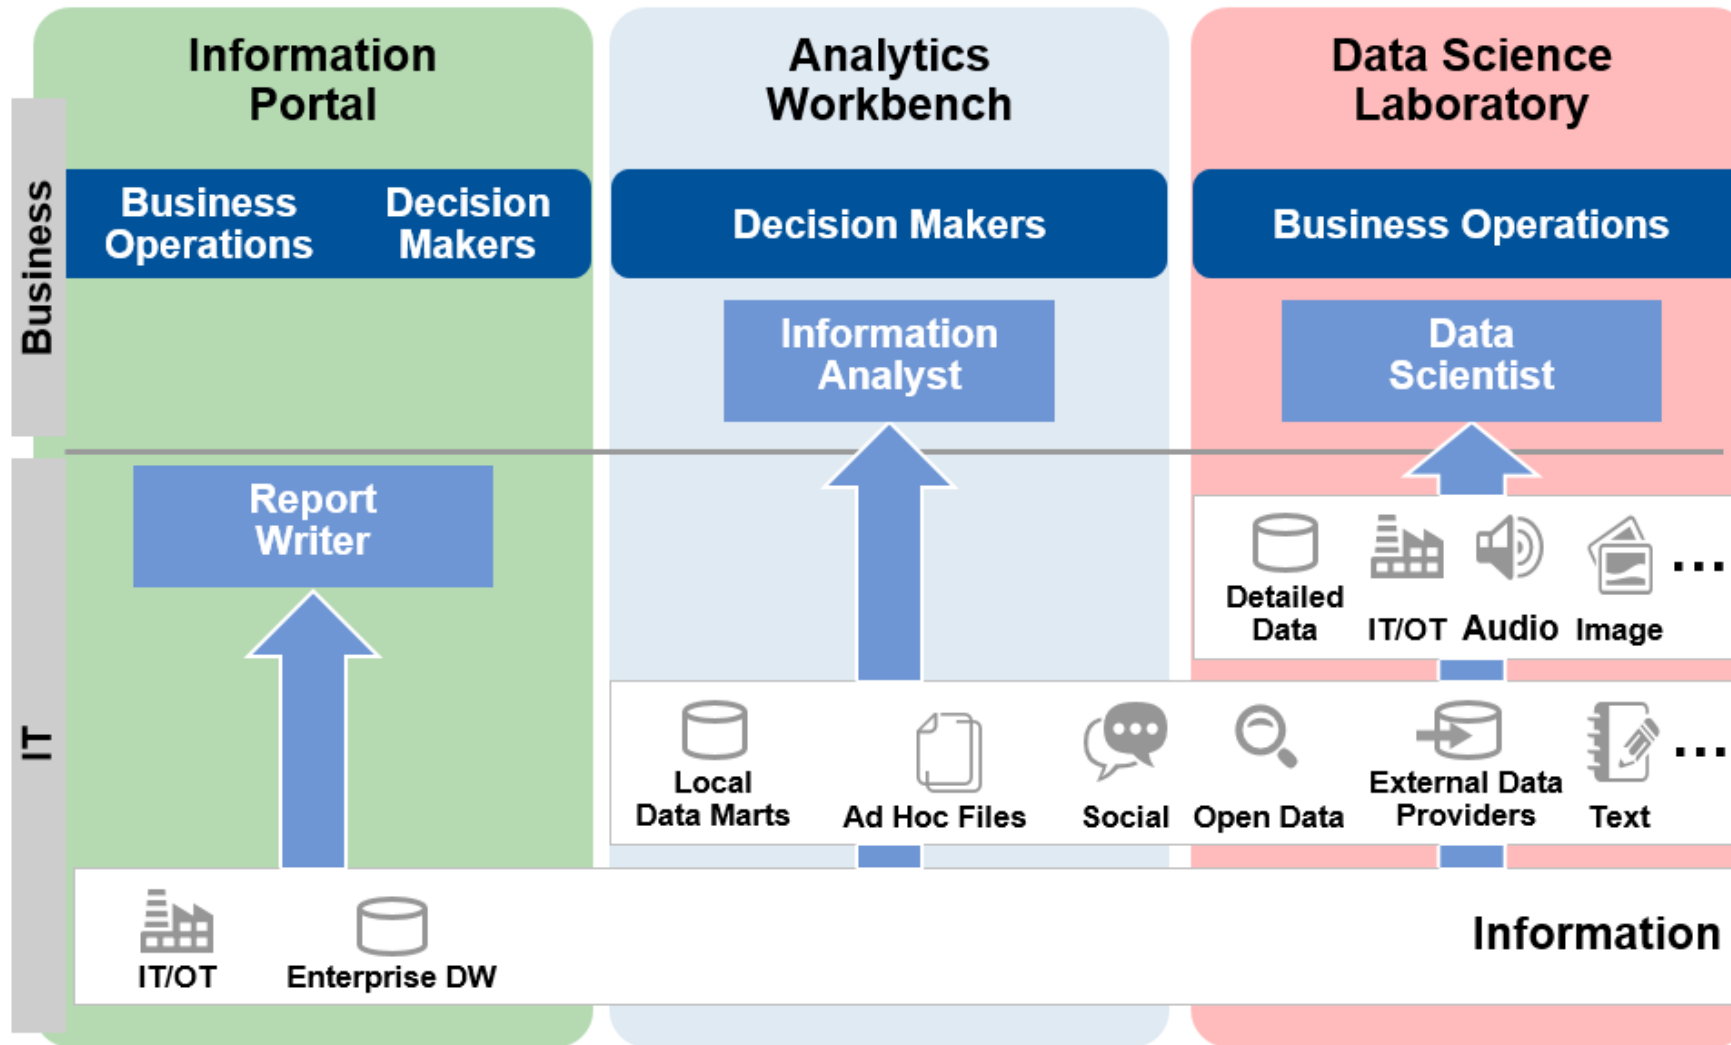 Information
Portal
Analytics
Workbench
Data Science
Laboratory
Business
Business
Operations
Decision
Makers
Decision Makers
Business Operations
Information
Analyst
Data
Scientist
IT
Report
Writer
Detailed
Data
IT/OT
Audio
Image
...
Local
Data Marts
Ad Hoc Files
Social
Open Data
External Data
Providers
Text
...
IT/OT
Enterprise DW
Information